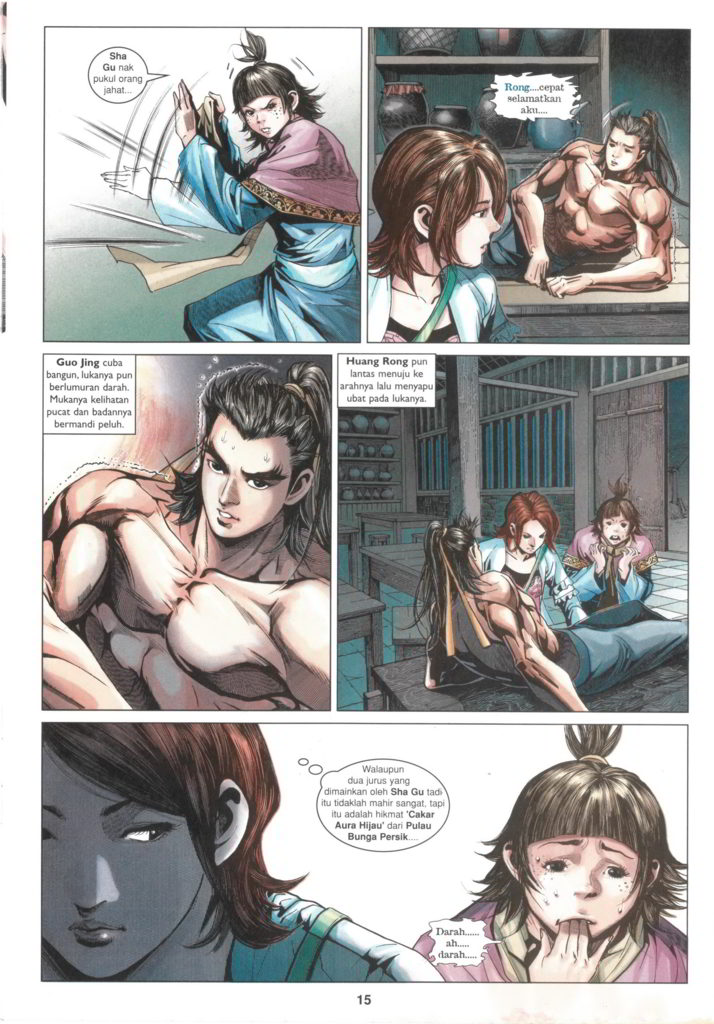 Sha
Gu nak
pukul orang
jahat...
Rong....cepat
selamatkan
aku....
Guo Jing cuba
bangun, lukanya pun
berlumuran darah.
Mukanya kelihatan
pucat dan badannya
bermandi peluh.
Huang Rong pun
lantas menuju ke
arahnya lalu menyapu
ubat pada lukanya.
Walaupun
dua jurus yang
dimainkan oleh Sha Gu tadi
itu tidaklah mahir sangat, tapi
itu adalah hikmat 'Cakar
Aura Hijau' dari Pulau
Bunga Persik....
Darah......
ah.....
darah.....
15